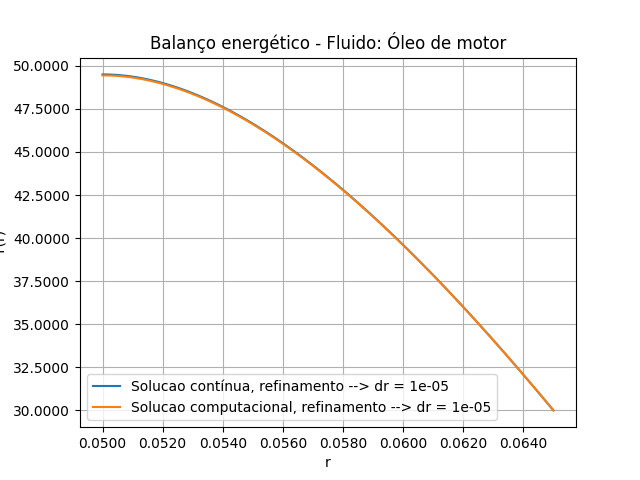 Balanço energético - Fluido: Óleo de motor
50.0000
47.5000
45.0000
42.5000
40.0000
37.5000
35.0000
32.5000
30.0000
Solucao contínua, refinamento --> dr = 1e-05
Solucao computacional, refinamento --> dr = 1e-05
0.0500 0.0520 0.0540 0.0560 0.0580 0.0600 0.0620 0.0640
r